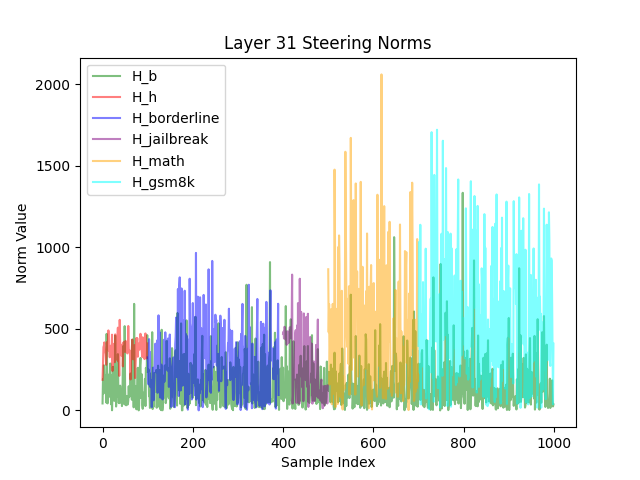 Layer 31 Steering Norms
H_b
H_h
H_borderline
H_jailbreak
H_math
H_gsm8k
Norm Value
2000
1500
1000
500
0
0 200 400 600 800 1000
Sample Index